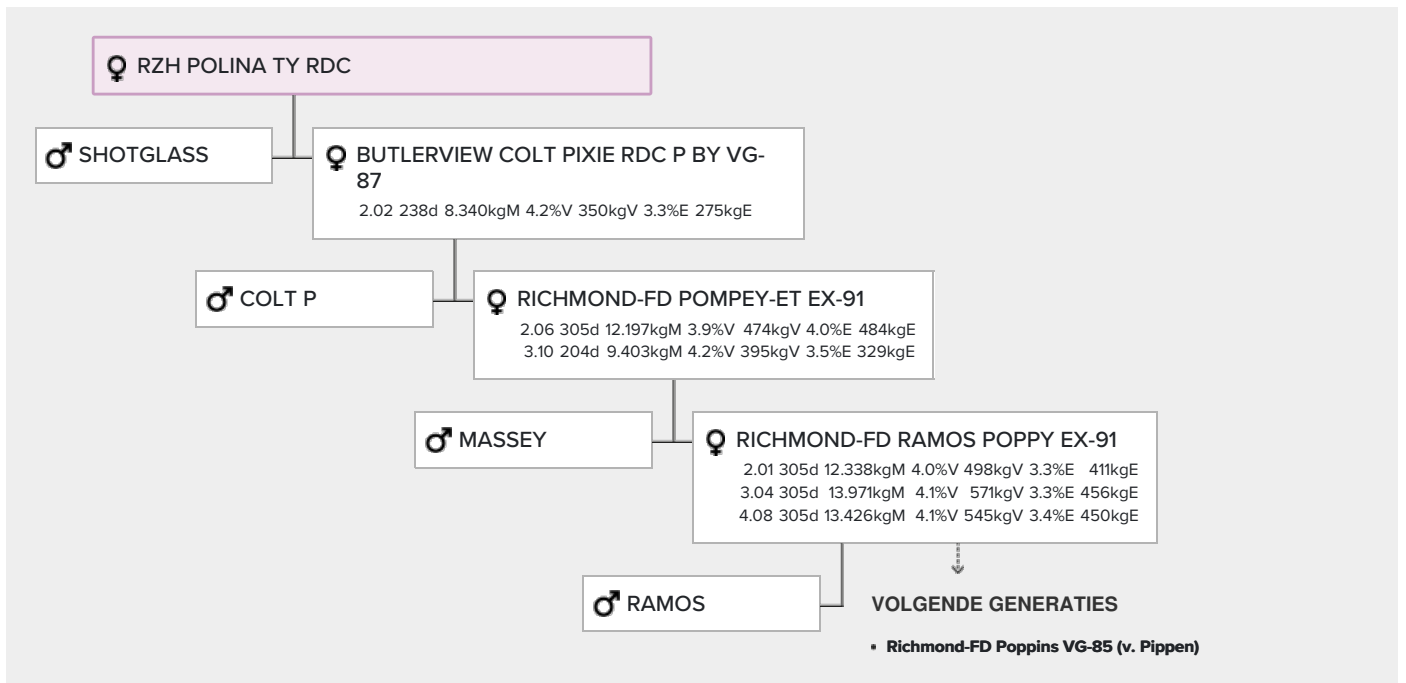 ♀ RZH POLINA TY RDC
♂ SHOTGLASS
♀ BUTLERVIEW COLT PIXIE RDC P BY VG-
87
2.02 238d 8.340kgM 4.2%V 350kgV 3.3%E 275kgE
♂ COLT P
♀ RICHMOND-FD POMPEY-ET EX-91
2.06 305d 12.197kgM 3.9%V 474kgV 4.0%E 484kgE
3.10 204d 9.403kgM 4.2%V 395kgV 3.5%E 329kgE
♂ MASSEY
♀ RICHMOND-FD RAMOS POPPY EX-91
2.01 305d 12.338kgM 4.0%V 498kgV 3.3%E 411kgE
3.04 305d 13.971kgM 4.1%V 571kgV 3.3%E 456kgE
4.08 305d 13.426kgM 4.1%V 545kgV 3.4%E 450kgE
♂ RAMOS
VOLGENDE GENERATIES
• Richmond-FD Poppins VG-85 (v. Pippen)